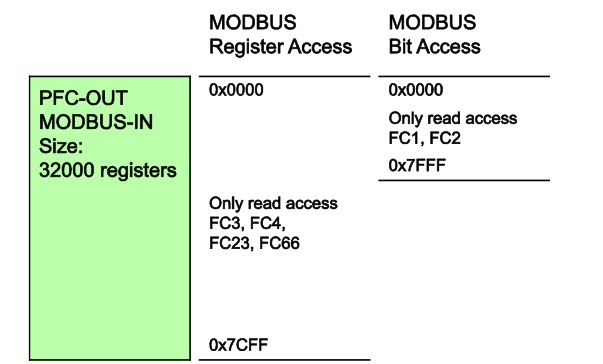 MODBUS
Register Access
MODBUS
Bit Access
PFC-OUT
MODBUS-IN
Size:
32000 registers
0x0000
Only read access
FC3, FC4,
FC23, FC66
0x7CFF
0x0000
Only read access
FC1, FC2
0x7FFF